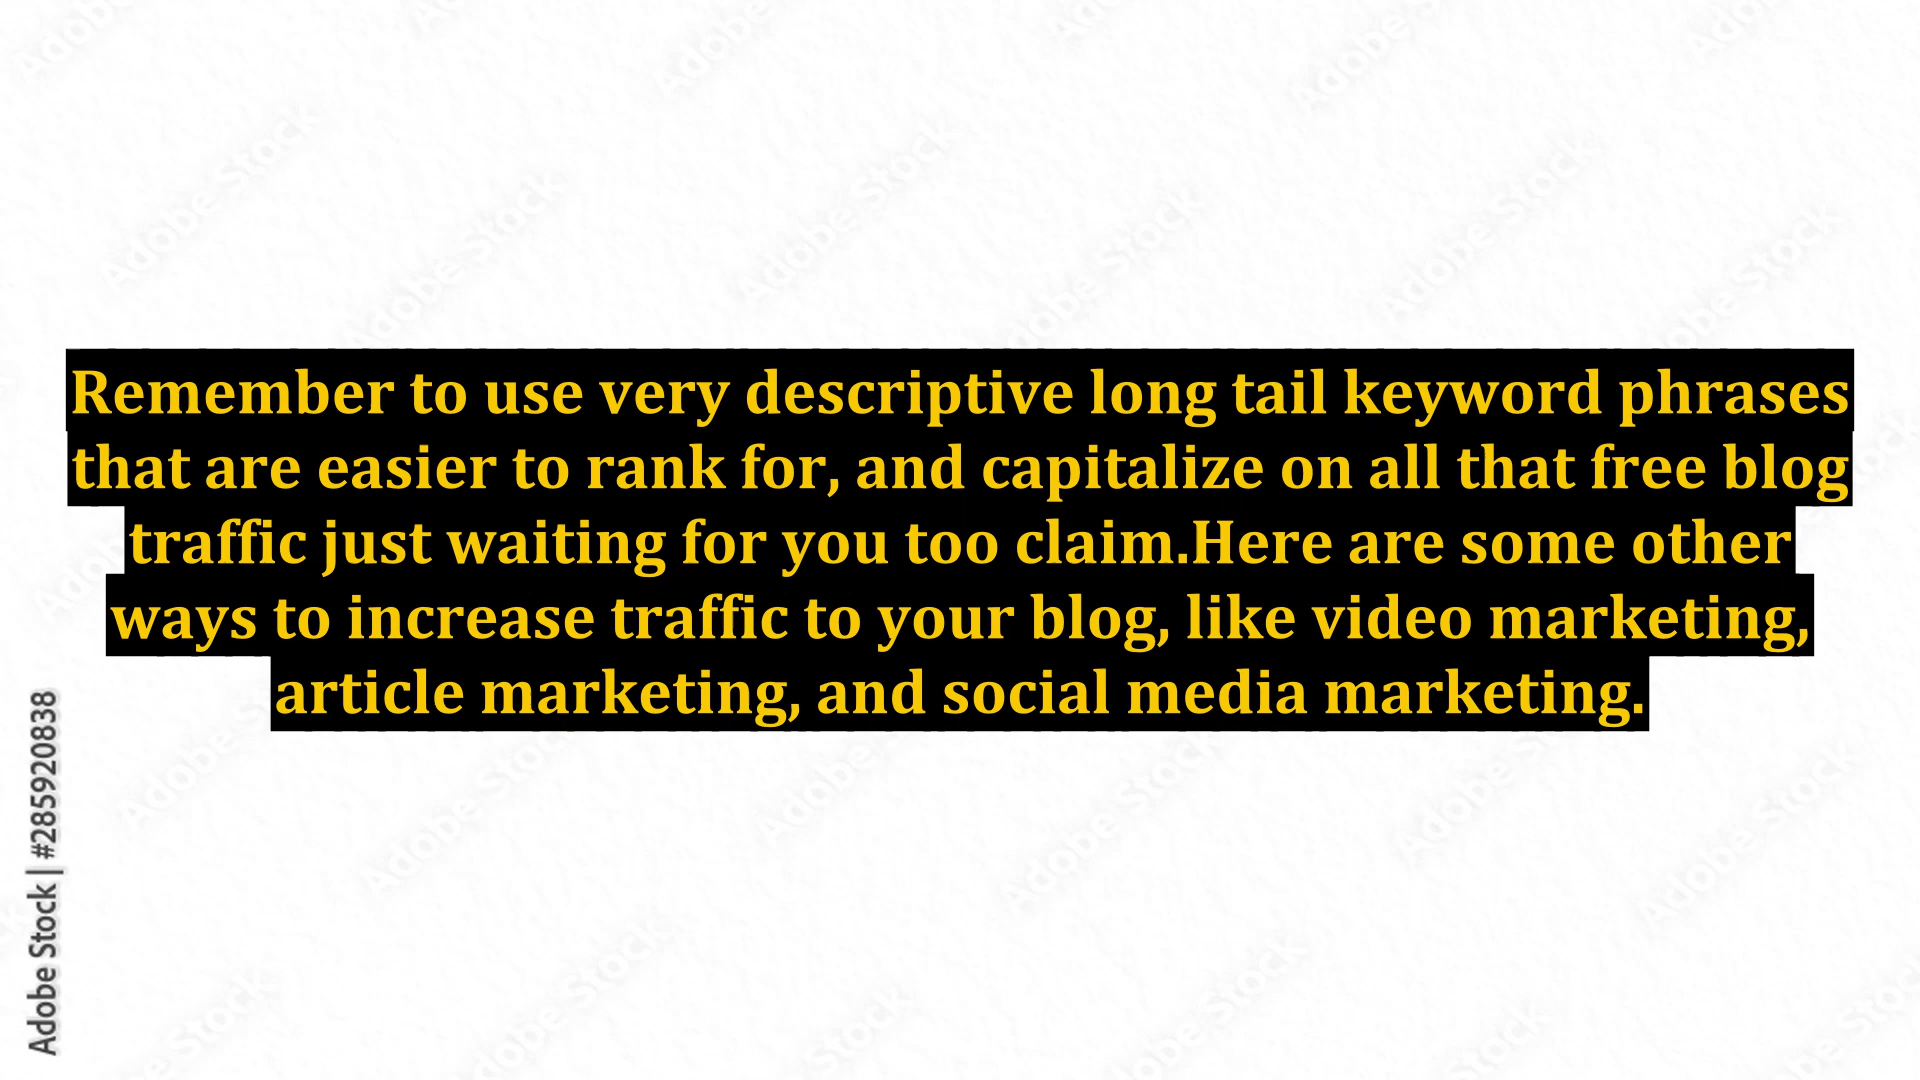 Remember to use very descriptive long tail keyword phrases
that are easier to rank for, and capitalize on all that free blog
traffic just waiting for you too claim.Here are some other
ways to increase traffic to your blog, like video marketing,
article marketing, and social media marketing.
Adobe Stock | #285920838